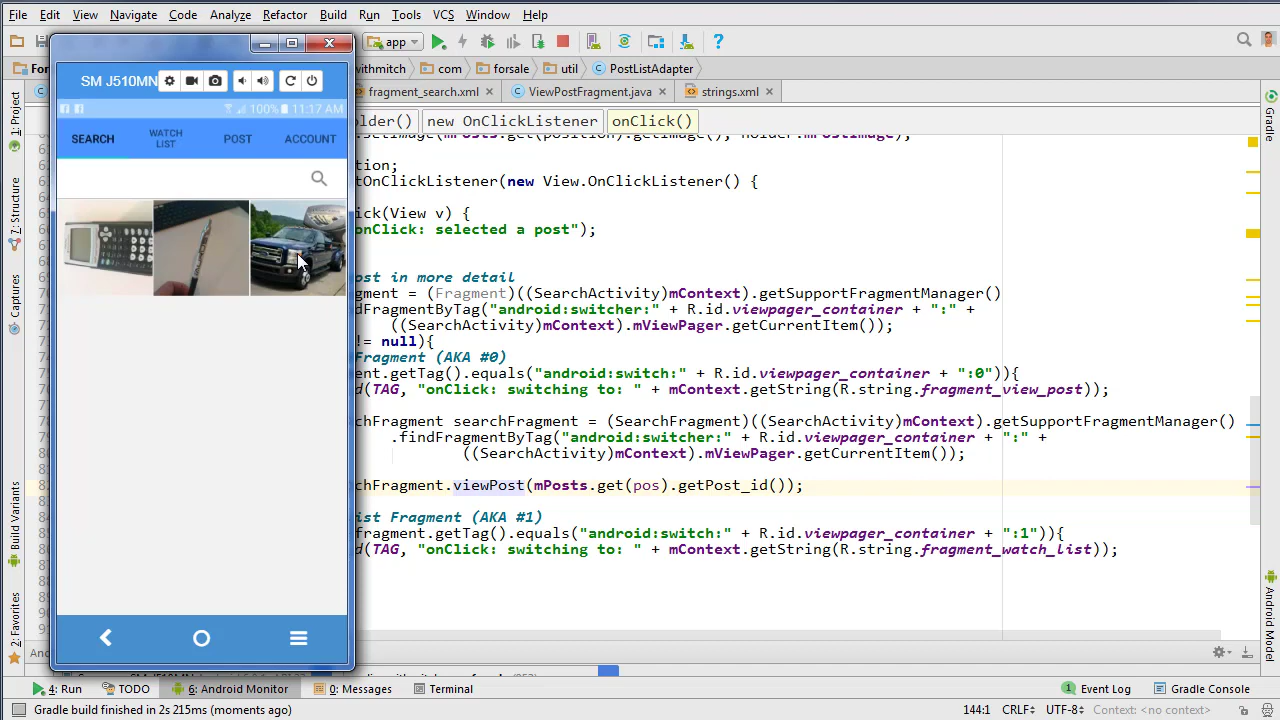 File Edit View Navigate Code Analyze Refactor Build Run Tools VCS Window Help
app
For withmitch com forsale util PostListAdapter
fragment_search.xml ViewPostFragment.java strings.xml
older() new OnClickListener onClick()
SM J510MN
100% 11:17 AM
SEARCH WATCH LIST POST ACCOUNT
.setImage(mPosts.get(position).getImage(), holder.mPostImage);
tion;
tOnClickListener(new View.OnClickListener() {
ick(View v) {
onClick: selected a post");
ost in more detail
gment = (Fragment)((SearchActivity)mContext).getSupportFragmentManager()
ndFragmentByTag("android:switcher:" + R.id.viewpager_container + ":" +
((SearchActivity)mContext).mViewPager.getCurrentItem());
!= null){
Fragment (AKA #0)
ent.getTag().equals("android:switch:" + R.id.viewpager_container + ":0")){
d(TAG, "onClick: switching to: " + mContext.getString(R.string.fragment_view_post));
chFragment searchFragment = (SearchFragment)((SearchActivity)mContext).getSupportFragmentManager()
.findFragmentByTag("android:switcher:" + R.id.viewpager_container + ":" +
((SearchActivity)mContext).mViewPager.getCurrentItem());
chFragment.viewPost(mPosts.get(pos).getPost_id());
ist Fragment (AKA #1)
fragment.getTag().equals("android:switch:" + R.id.viewpager_container + ":1")){
d(TAG, "onClick: switching to: " + mContext.getString(R.string.fragment_watch_list));
1: Project
7: Structure
Captures
Build Variants
2: Favorites
Gradle
Android Model
4: Run TODO 6: Android Monitor 0: Messages Terminal Event Log Gradle Console
Gradle build finished in 2s 215ms (moments ago) 144:1 CRLF UTF-8 Context: <no context>